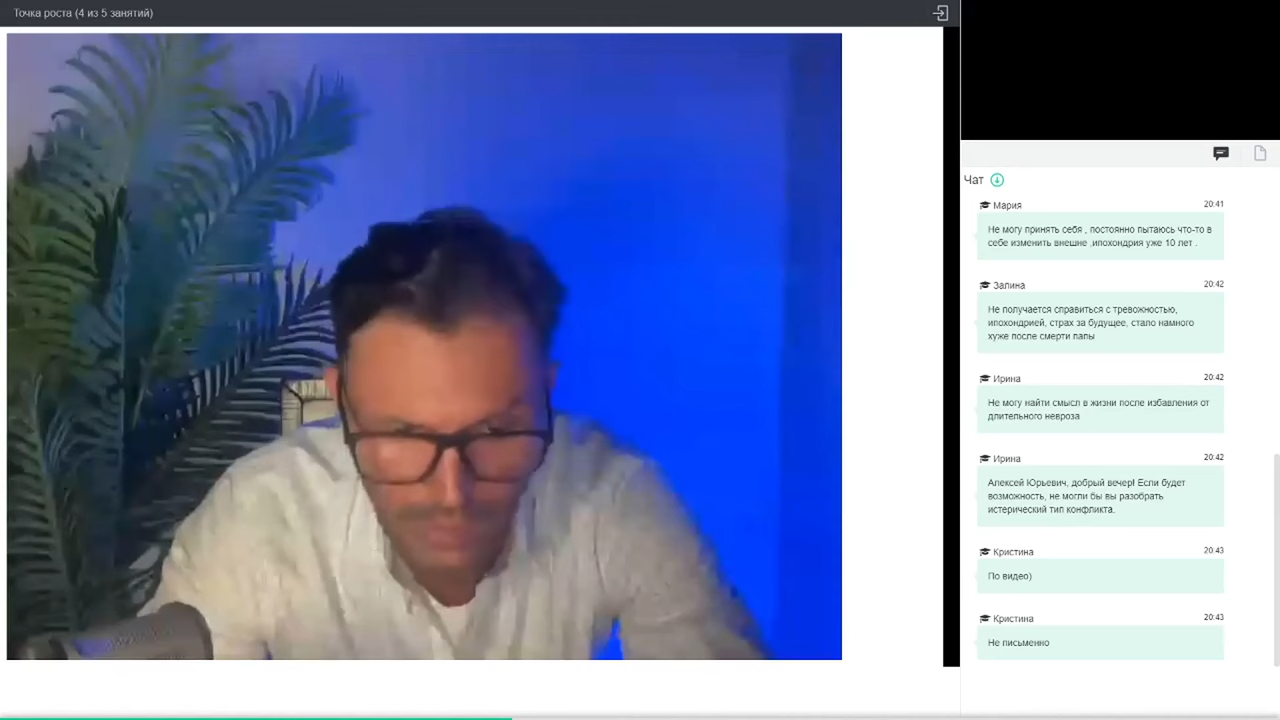 Точка роста (4 из 5 занятий)
Чат
Мария 20:41
Не могу принять себя , постоянно пытаюсь что-то в
себе изменить внешне .ипохондрия уже 10 лет .
Залина 20:42
Не получается справиться с тревожностью,
ипохондрией, страх за будущее, стало намного
хуже после смерти папы
Ирина 20:42
Не могу найти смысл в жизни после избавления от
длительного невроза
Ирина 20:42
Алексей Юрьевич, добрый вечер! Если будет
возможность, не могли бы вы разобрать
истерический тип конфликта.
Кристина 20:43
По видео)
Кристина 20:43
Не письменно